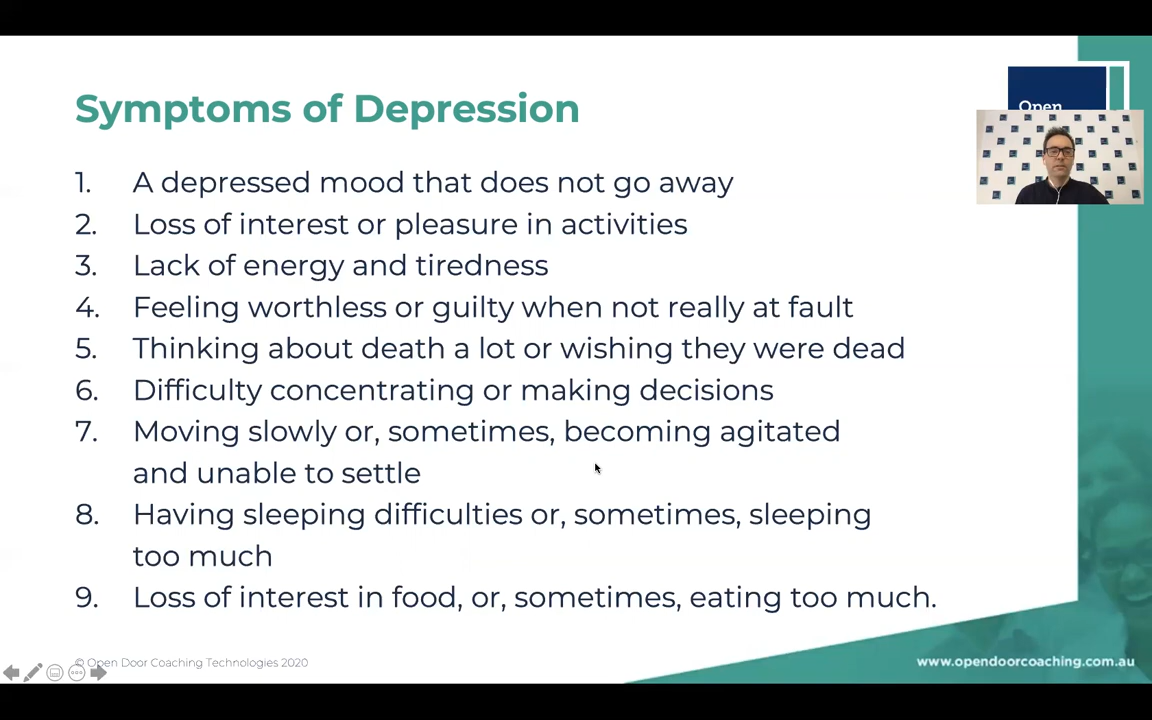 Symptoms of Depression
Open
1. A depressed mood that does not go away
2. Loss of interest or pleasure in activities
3. Lack of energy and tiredness
4. Feeling worthless or guilty when not really at fault
5. Thinking about death a lot or wishing they were dead
6. Difficulty concentrating or making decisions
7. Moving slowly or, sometimes, becoming agitated
and unable to settle
8. Having sleeping difficulties or, sometimes, sleeping
too much
9. Loss of interest in food, or, sometimes, eating too much.
© Open Door Coaching Technologies 2020
www.opendoorcoaching.com.au